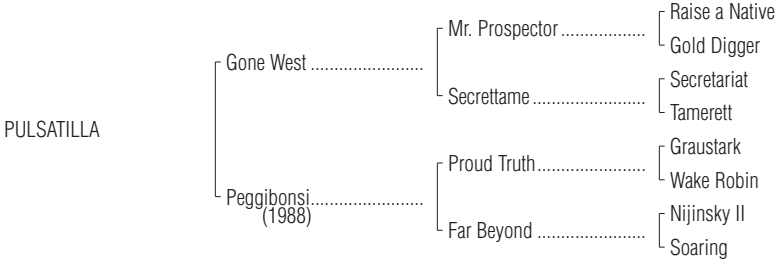 Raise a Native
Mr. Prospector ....................
Gold Digger
Gone West ..........................
Secretariat
Secrettame ..........................
Tamerett
PULSATILLA
Graustark
Proud Truth .........................
Wake Robin
Peggibonsi ..........................
(1988)
Nijinsky II
Far Beyond .........................
Soaring